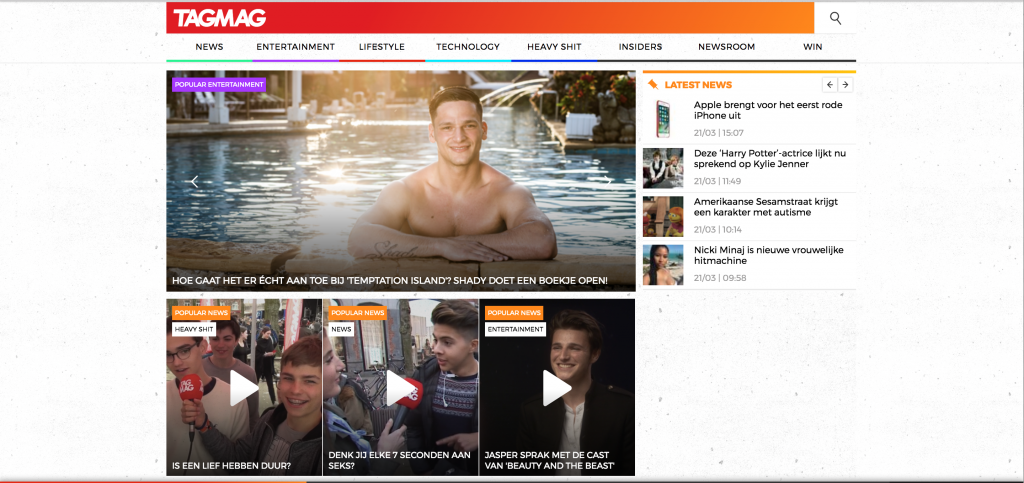 TAGMAG
NEWS
ENTERTAINMENT
LIFESTYLE
TECHNOLOGY
HEAVY SHIT
INSIDERS
NEWSROOM
WIN
POPULAR ENTERTAINMENT
HOE GAAT HET ER ÉCHT AAN TOE BIJ 'TEMPTATION ISLAND'? SHADY DOET EEN BOEKJE OPEN!
LATEST NEWS
Apple brengt voor het eerst rode
iPhone uit
21/03 | 15:07
Deze 'Harry Potter'-actrice lijkt nu
sprekend op Kylie Jenner
21/03 | 11:49
Amerikaanse Sesamstraat krijgt
een karakter met autisme
21/03 | 10:14
Nicki Minaj is nieuwe vrouwelijke
hitmachine
21/03 | 09:58
POPULAR NEWS
HEAVY SHIT
TAG
MAG
IS EEN LIEF HEBBEN DUUR?
POPULAR NEWS
NEWS
DENK JIJ ELKE 7 SECONDEN AAN
SEKS?
POPULAR NEWS
ENTERTAINMENT
JASPER SPRAK MET DE CAST
VAN 'BEAUTY AND THE BEAST'